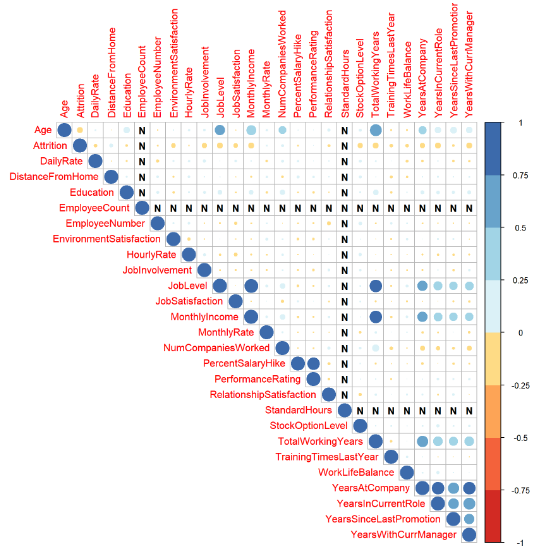 Age
Attrition
DailyRate
DistanceFromHome
Education
EmployeeCount
EmployeeNumber
EnvironmentSatisfaction
HourlyRate
JobInvolvement
JobLevel
JobSatisfaction
MonthlyIncome
MonthlyRate
NumCompaniesWorked
PercentSalaryHike
PerformanceRating
RelationshipSatisfaction
StandardHours
StockOptionLevel
TotalWorkingYears
TrainingTimesLastYear
WorkLifeBalance
YearsAtCompany
YearsInCurrentRole
YearsSinceLastPromotion
YearsWithCurrManager
Age N N
Attrition N N
DailyRate N N
DistanceFromHome N N
Education N N
EmployeeCount N N N N N N N N N N N N N N N N N N N N N
EmployeeNumber N
EnvironmentSatisfaction N
HourlyRate N
JobInvolvement N
JobLevel N
JobSatisfaction N
MonthlyIncome N
MonthlyRate N
NumCompaniesWorked N
PercentSalaryHike N
PerformanceRating N
RelationshipSatisfaction N
StandardHours N N N N N N N N
StockOptionLevel
TotalWorkingYears
TrainingTimesLastYear
WorkLifeBalance
YearsAtCompany
YearsInCurrentRole
YearsSinceLastPromotion
YearsWithCurrManager
1
0.75
0.5
0.25
0
-0.25
-0.5
-0.75
-1